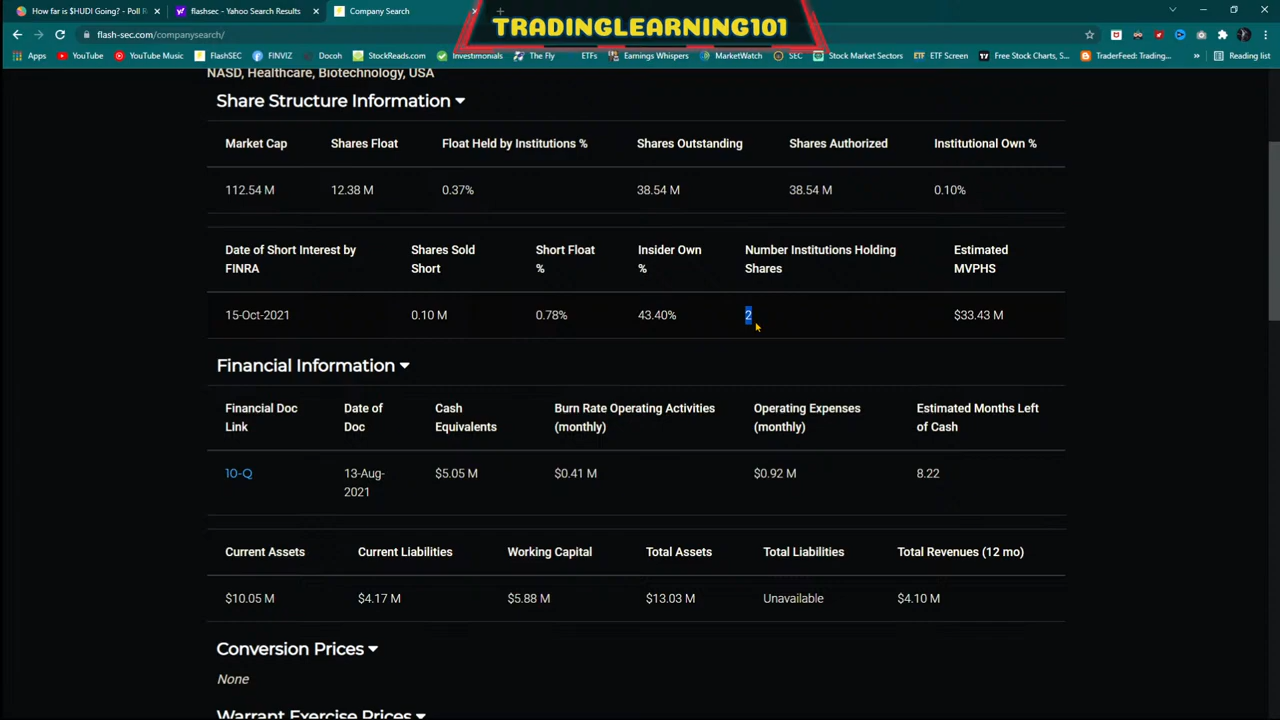 How far is $HUDI Going? - Poll R
flashsec - Yahoo Search Results
Company Search
TRADINGLEARNING101
flash-sec.com/companysearch/
Apps YouTube YouTube Music FlashSEC FINVIZ Docoh StockReads.com Investimonials The Fly ETFs Earnings Whispers MarketWatch SEC Stock Market Sectors ETF Screen Free Stock Charts, S... TraderFeed: Trading... Reading list
NASD, Healthcare, Biotechnology, USA
Share Structure Information
Market Cap Shares Float Float Held by Institutions % Shares Outstanding Shares Authorized Institutional Own %
112.54 M 12.38 M 0.37% 38.54 M 38.54 M 0.10%
Date of Short Interest by FINRA Shares Sold Short Short Float % Insider Own % Number Institutions Holding Shares Estimated MVPHS
15-Oct-2021 0.10 M 0.78% 43.40% 2 $33.43 M
Financial Information
Financial Doc Link Date of Doc Cash Equivalents Burn Rate Operating Activities (monthly) Operating Expenses (monthly) Estimated Months Left of Cash
10-Q 13-Aug-2021 $5.05 M $0.41 M $0.92 M 8.22
Current Assets Current Liabilities Working Capital Total Assets Total Liabilities Total Revenues (12 mo)
$10.05 M $4.17 M $5.88 M $13.03 M Unavailable $4.10 M
Conversion Prices
None
Warrant Exercise Prices